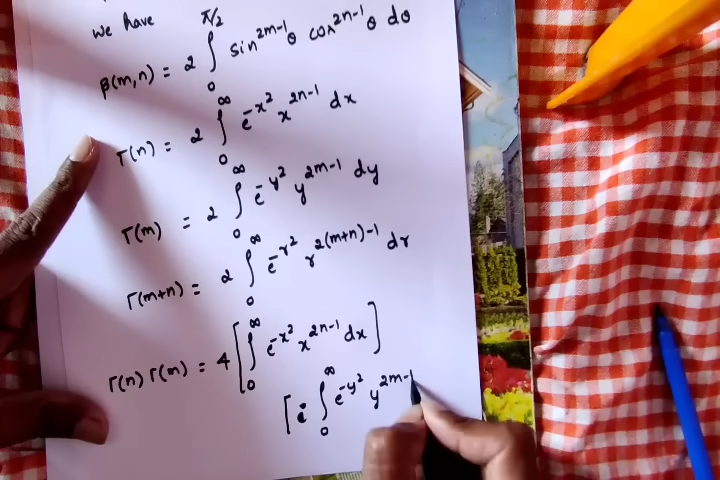 we have
β(m,n) = 2 ∫₀^{π/2} sin^{2m-1}θ cos^{2n-1}θ dθ
Γ(n) = 2 ∫₀^∞ e^{-x²} x^{2n-1} dx
Γ(m) = 2 ∫₀^∞ e^{-y²} y^{2m-1} dy
Γ(m+n) = 2 ∫₀^∞ e^{-r²} r^{2(m+n)-1} dr
Γ(n) Γ(m) = 4 [∫₀^∞ e^{-x²} x^{2n-1} dx]
[∫₀^∞ e^{-y²} y^{2m-1}